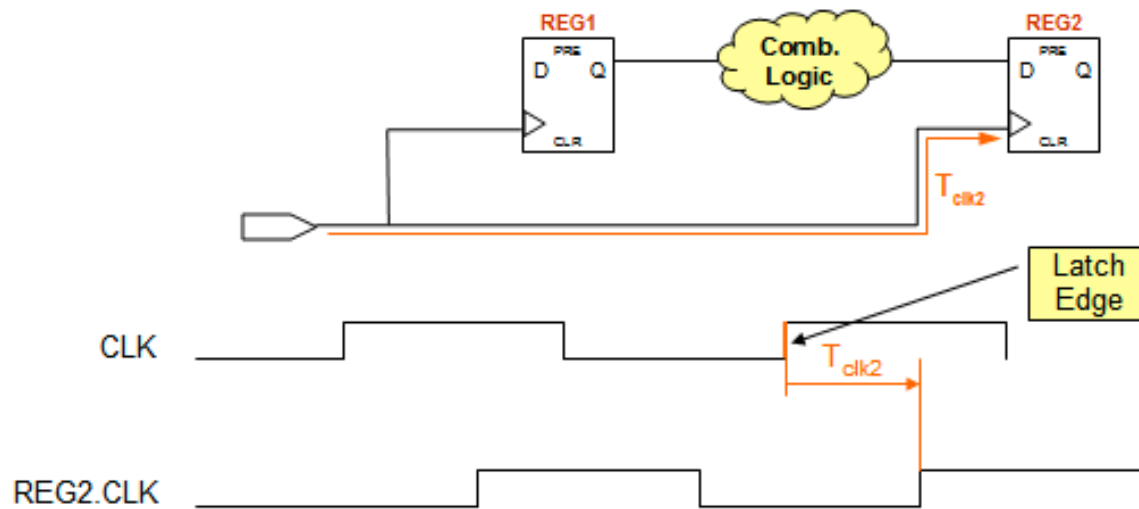 REG1
REG2
PRE
D Q
CLR
Comb.
Logic
PRE
D Q
CLR
Tclk2
Latch
Edge
CLK
Tclk2
REG2.CLK